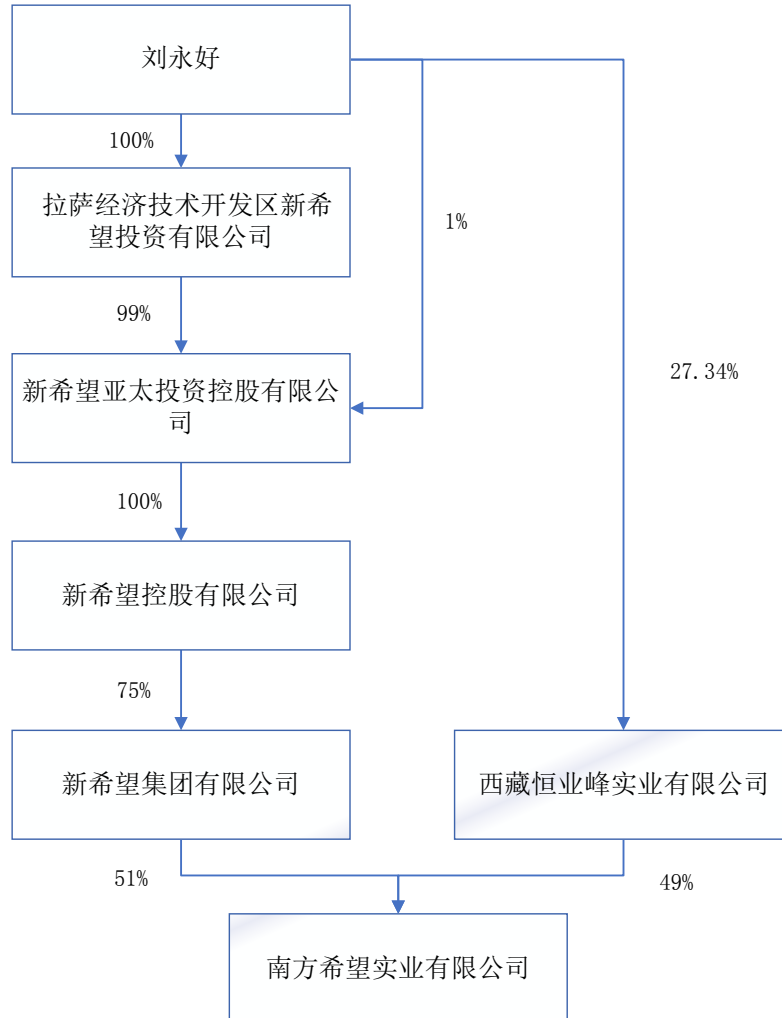 刘永好
100%
拉萨经济技术开发区新希
望投资有限公司
1%
99%
27.34%
新希望亚太投资控股有限公
司
100%
新希望控股有限公司
75%
新希望集团有限公司
西藏恒业峰实业有限公司
51%
49%
南方希望实业有限公司